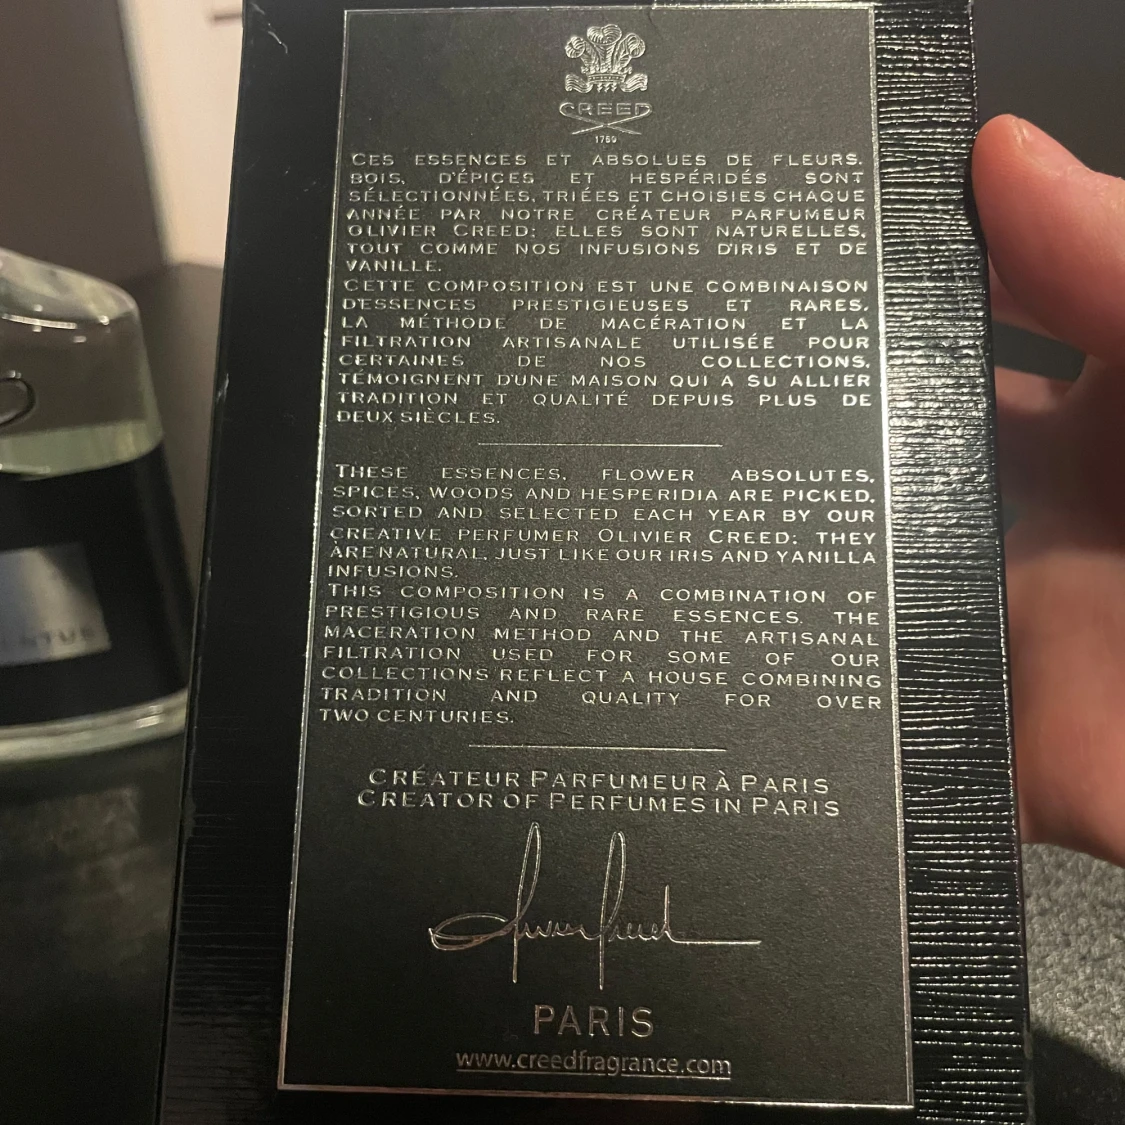 CREED
1760
CES ESSENCES ET ABSOLUES DE FLEURS,
BOIS, D'ÉPICES ET HESPÉRIDÉS SONT
SÉLECTIONNÉES, TRIÉES ET CHOISIES CHAQUE
ANNÉE PAR NOTRE CRÉATEUR PARFUMEUR
OLIVIER CREED; ELLES SONT NATURELLES,
TOUT COMME NOS INFUSIONS D'IRIS ET DE
VANILLE.
CETTE COMPOSITION EST UNE COMBINAISON
D'ESSENCES PRESTIGIEUSES ET RARES.
LA MÉTHODE DE MACÉRATION ET LA
FILTRATION ARTISANALE UTILISÉE POUR
CERTAINES DE NOS COLLECTIONS,
TÉMOIGNENT D'UNE MAISON QUI A SU ALLIER
TRADITION ET QUALITÉ DEPUIS PLUS DE
DEUX SIÈCLES.
THESE ESSENCES, FLOWER ABSOLUTES,
SPICES, WOODS AND HESPERIDIA ARE PICKED,
SORTED AND SELECTED EACH YEAR BY OUR
CREATIVE PERFUMER OLIVIER CREED; THEY
ARE NATURAL, JUST LIKE OUR IRIS AND VANILLA
INFUSIONS.
THIS COMPOSITION IS A COMBINATION OF
PRESTIGIOUS AND RARE ESSENCES. THE
MACERATION METHOD AND THE ARTISANAL
FILTRATION USED FOR SOME OF OUR
COLLECTIONS REFLECT A HOUSE COMBINING
TRADITION AND QUALITY FOR OVER
TWO CENTURIES.
CRÉATEUR PARFUMEUR À PARIS
CREATOR OF PERFUMES IN PARIS
Olivier Creed
PARIS
www.creedfragrance.com